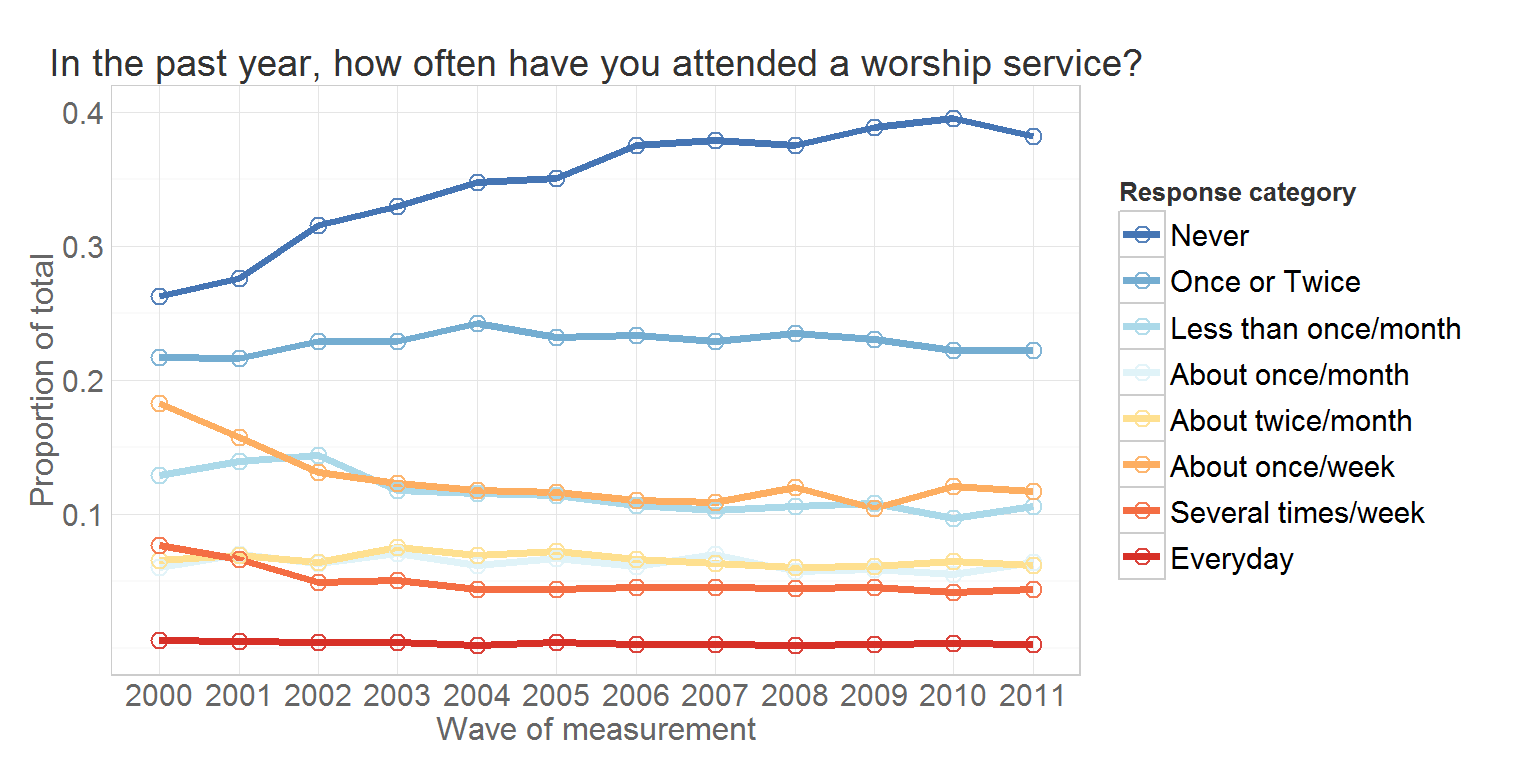 In the past year, how often have you attended a worship service?
Proportion of total
0.4
0.3
0.2
0.1
2000 2001 2002 2003 2004 2005 2006 2007 2008 2009 2010 2011
Wave of measurement
Response category
Never
Once or Twice
Less than once/month
About once/month
About twice/month
About once/week
Several times/week
Everyday